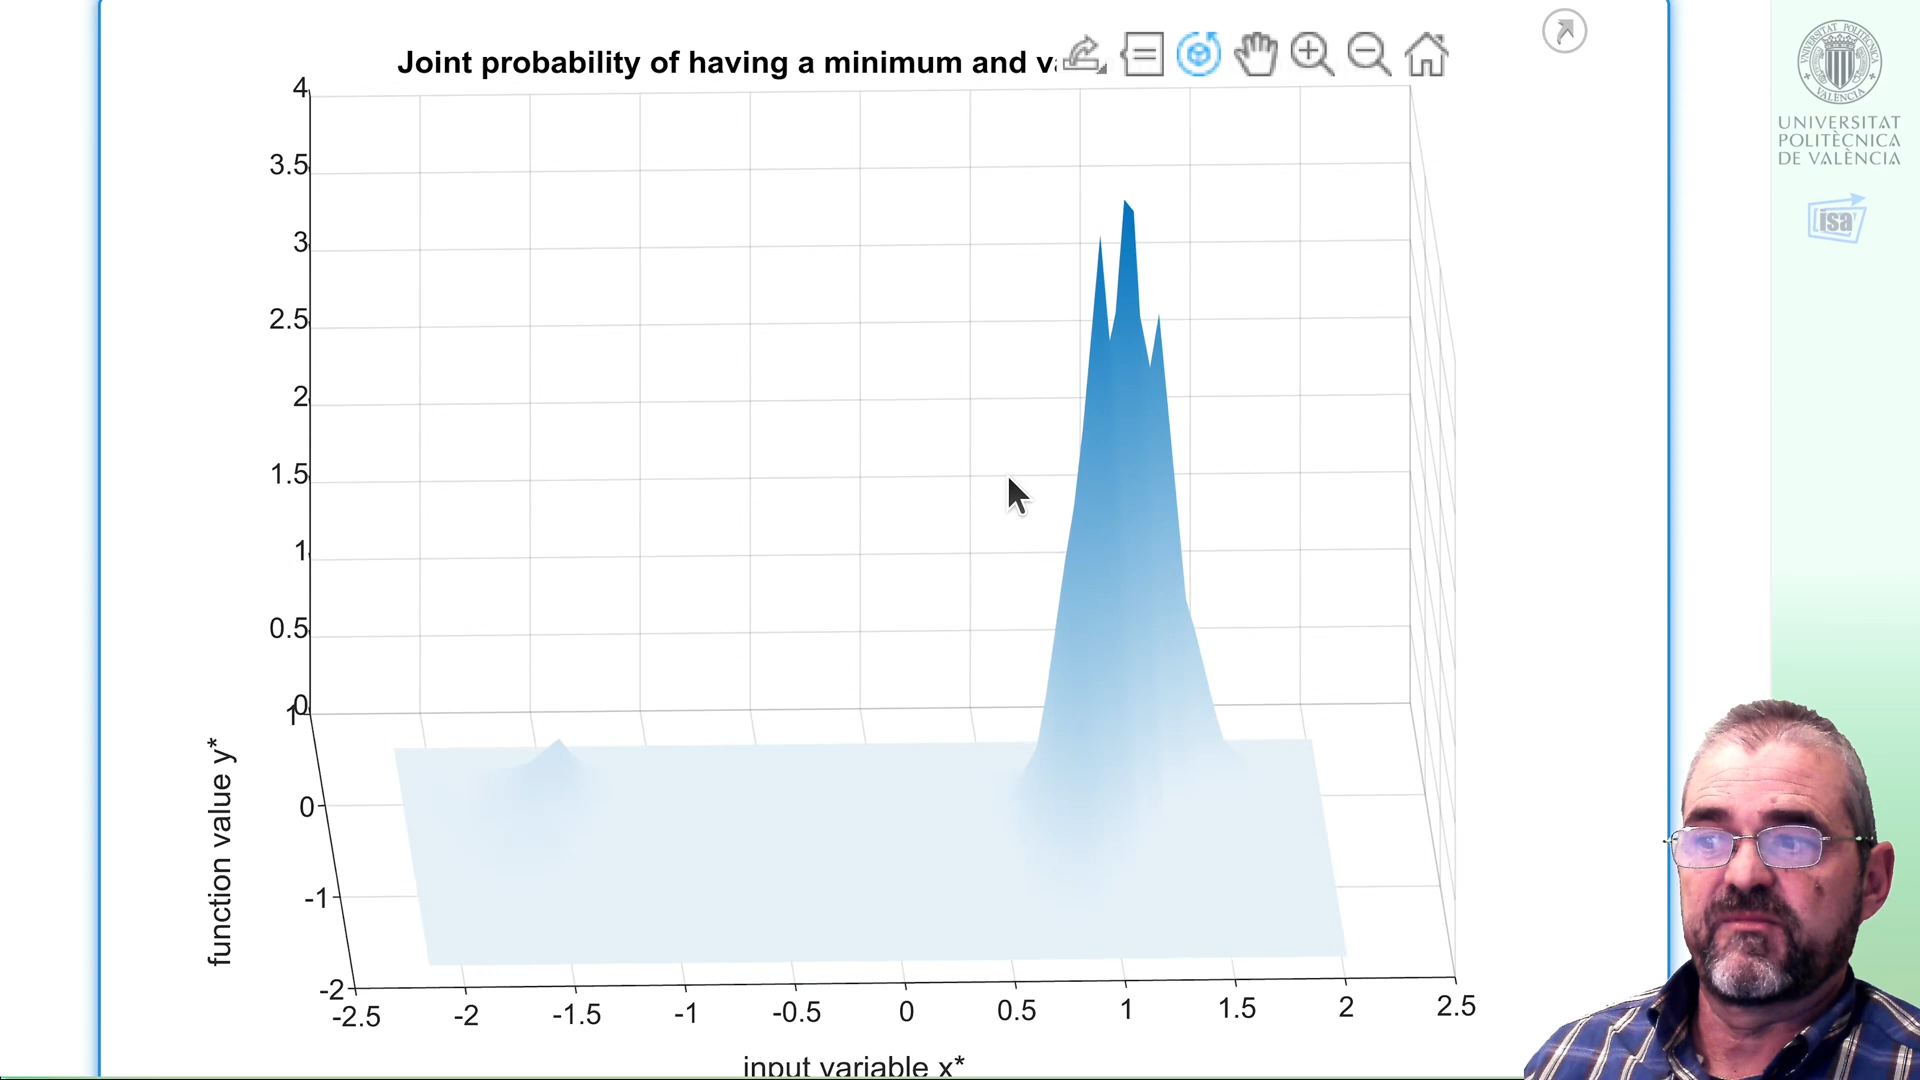 Joint probability of having a minimum and v
4
3.5
3
2.5
2
1.5
1
0.5
0
1
0
-1
-2
function value y*
-2.5 -2 -1.5 -1 -0.5 0 0.5 1 1.5 2 2.5
input variable x*
UNIVERSITAT
POLITÈCNICA
DE VALÈNCIA
isa